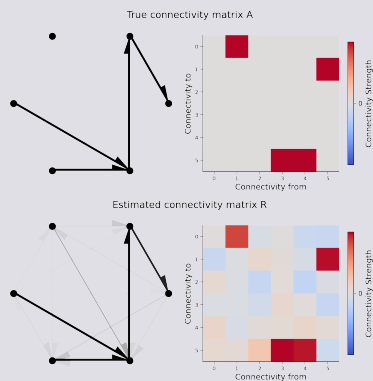 True connectivity matrix A
0
1
2
3
4
5
Connectivity to
0 1 2 3 4 5
Connectivity from
0
Connectivity Strength
Estimated connectivity matrix R
0
1
2
3
4
5
Connectivity to
0 1 2 3 4 5
Connectivity from
0
Connectivity Strength